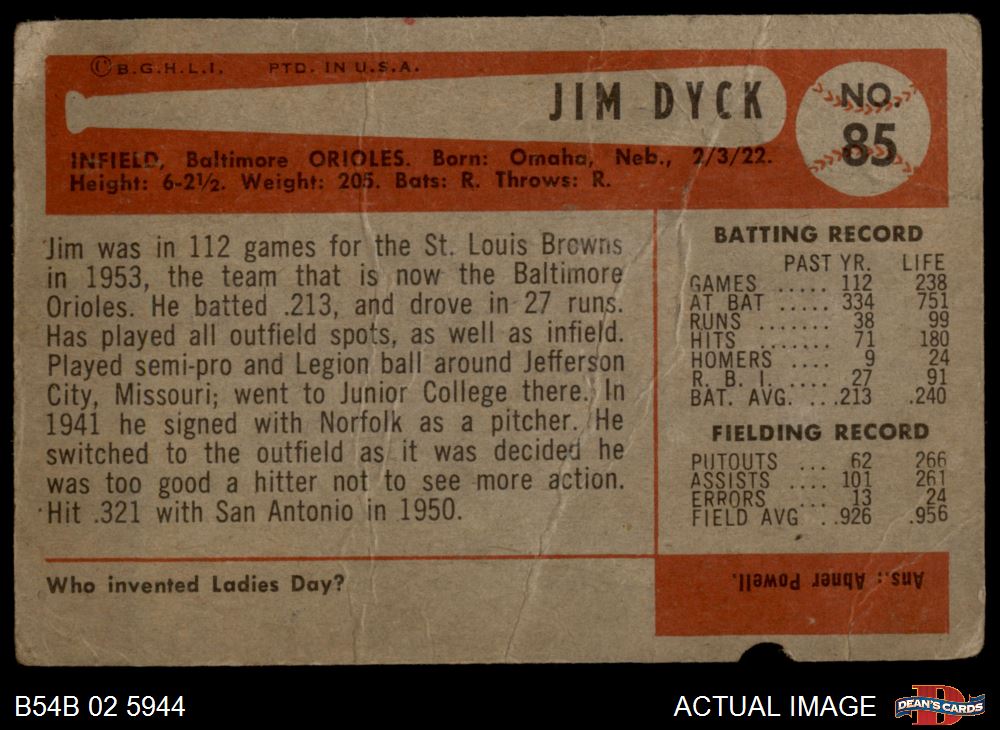 © B.G.H.L.I. PTD. IN U.S.A.
JIM DYCK
NO.
85
INFIELD, Baltimore ORIOLES. Born: Omaha, Neb., 2/3/22.
Height: 6-2½. Weight: 205. Bats: R. Throws: R.
Jim was in 112 games for the St. Louis Browns
in 1953, the team that is now the Baltimore
Orioles. He batted .213, and drove in 27 runs.
Has played all outfield spots, as well as infield.
Played semi-pro and Legion ball around Jefferson
City, Missouri; went to Junior College there. In
1941 he signed with Norfolk as a pitcher. He
switched to the outfield as it was decided he
was too good a hitter not to see more action.
Hit .321 with San Antonio in 1950.
BATTING RECORD
PAST YR. LIFE
GAMES ..... 112 238
AT BAT ..... 334 751
RUNS ....... 38 99
HITS ....... 71 180
HOMERS .... 9 24
R. B. I. .... 27 91
BAT. AVG. ... .213 .240
FIELDING RECORD
PUTOUTS ... 62 266
ASSISTS .... 101 261
ERRORS ... 13 24
FIELD AVG . .926 .956
Who invented Ladies Day?
Ans.: Abner Powell.
B54B 02 5944
ACTUAL IMAGE
D
DEAN'S CARDS